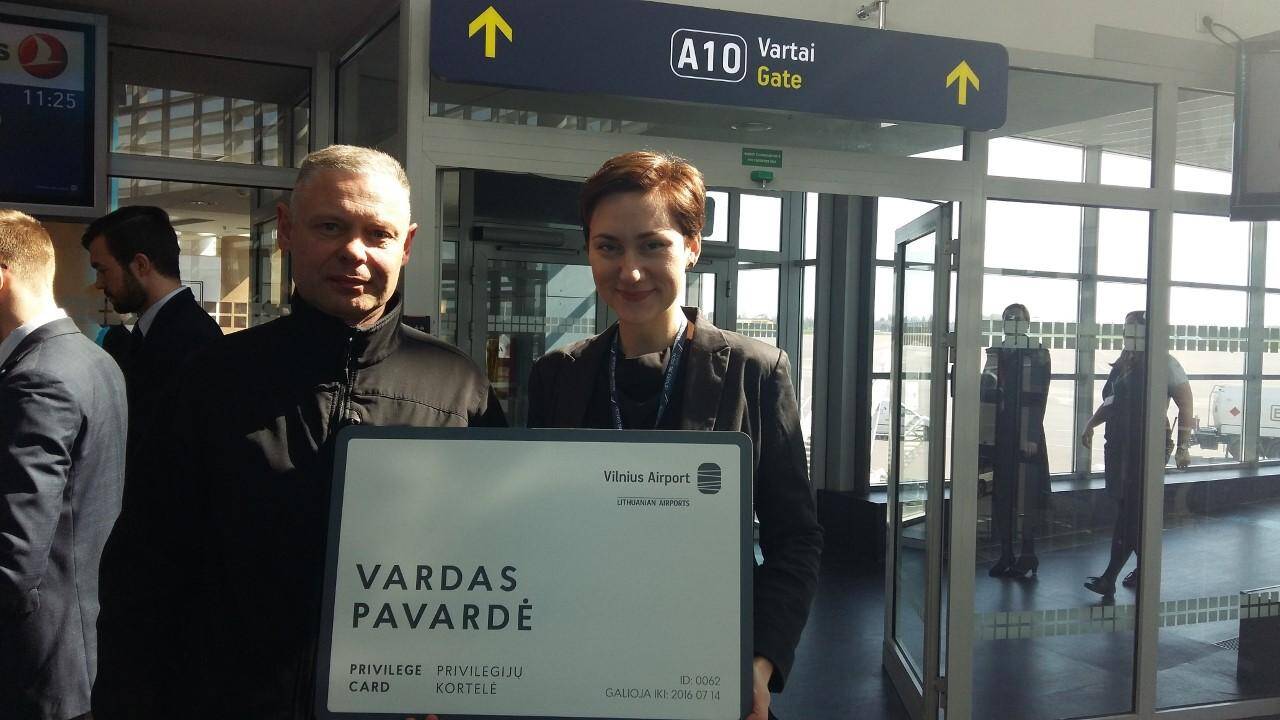 S
11:25
A10
Vartai
Gate
Vilnius Airport
LITHUANIAN AIRPORTS
VARDAS
PAVARDĖ
PRIVILEGE
CARD
PRIVILEGIJŲ
KORTELĖ
ID: 0062
GALIOJA IKI: 2016 07 14